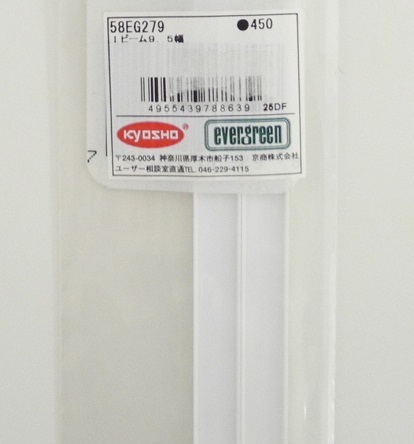 58EG279 ●450
Iビーム9．5幅
4955439788639 25DF
KYOSHO evergreen
〒243-0034 神奈川県厚木市船子153 京商株式会社
ユーザー相談室直通TEL 046-229-4115